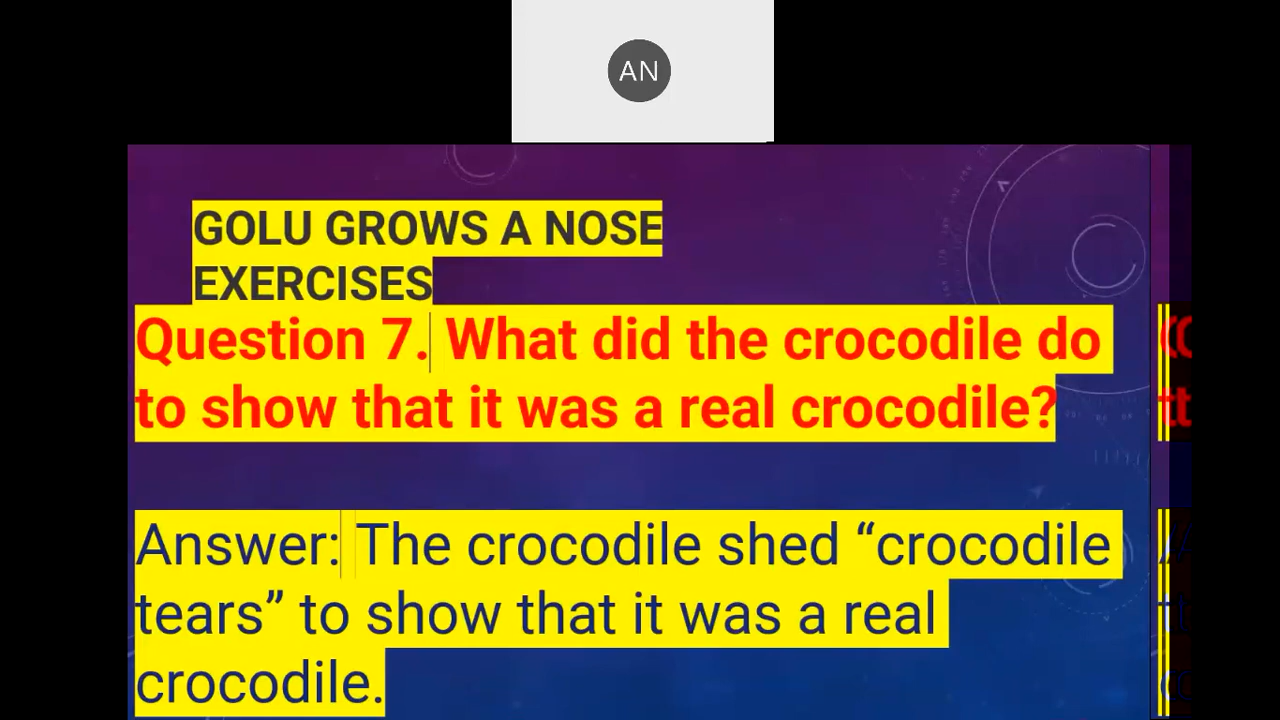 AN
GOLU GROWS A NOSE
EXERCISES
Question 7. What did the crocodile do
to show that it was a real crocodile?
Answer: The crocodile shed “crocodile
tears” to show that it was a real
crocodile.